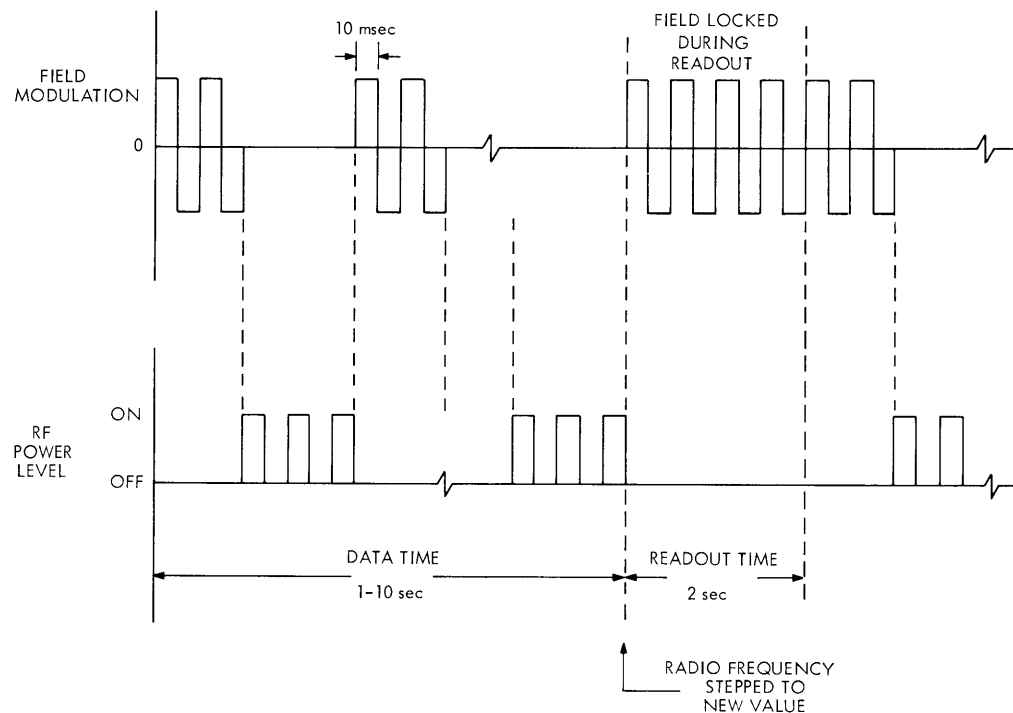 10 msec
FIELD LOCKED
DURING
READOUT
FIELD
MODULATION
0
ON
RF
POWER
LEVEL
OFF
DATA TIME
1-10 sec
READOUT TIME
2 sec
RADIO FREQUENCY
STEPPED TO
NEW VALUE